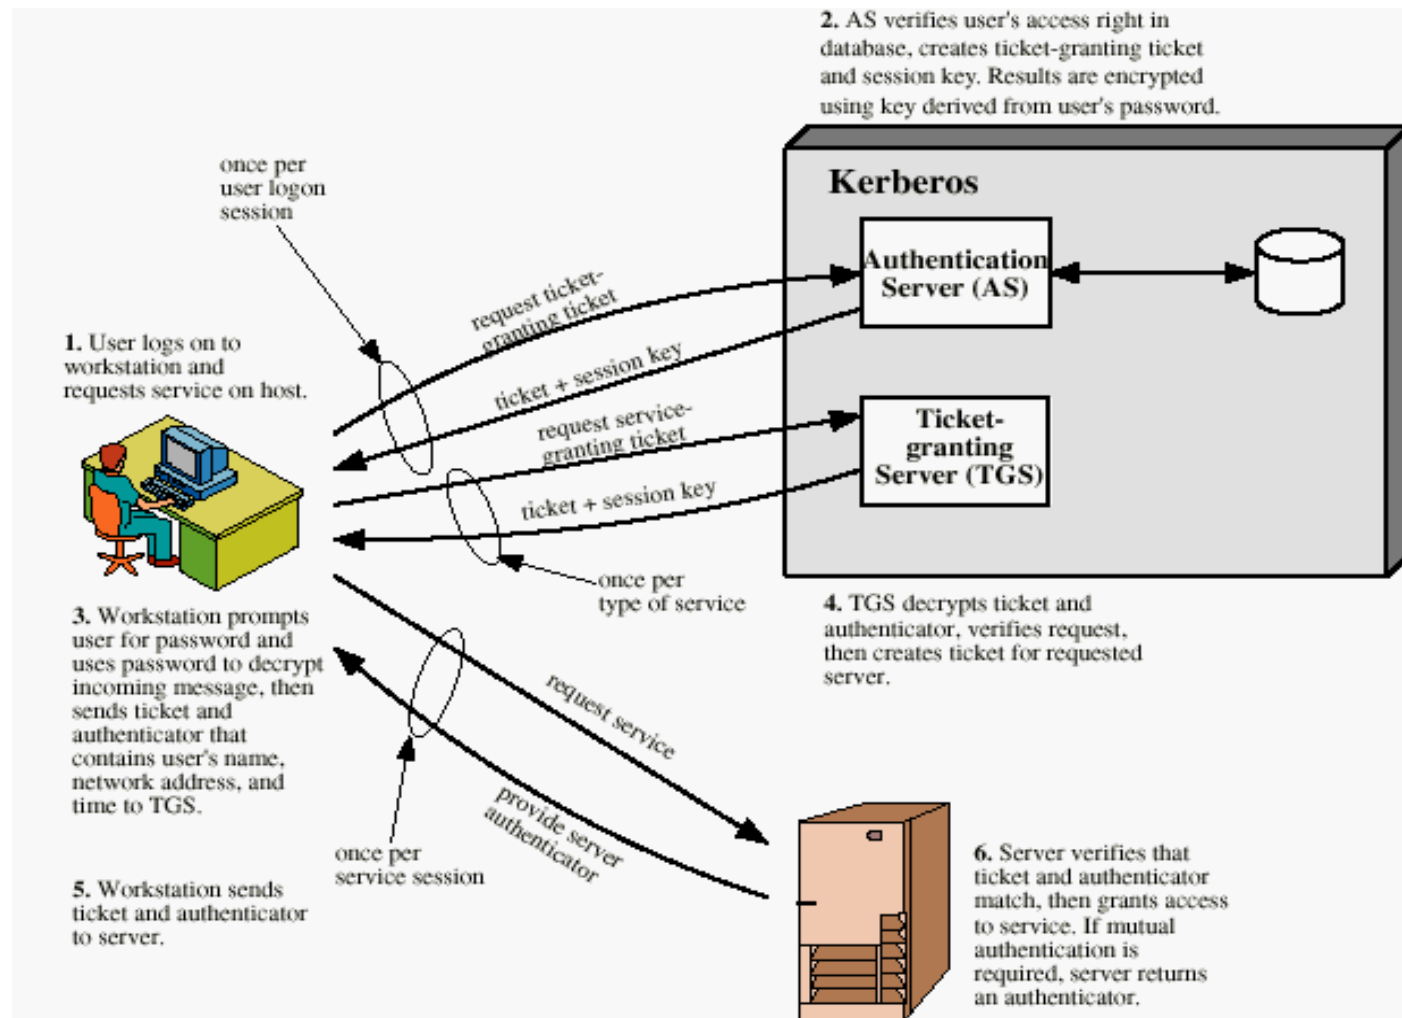 2. AS verifies user's access right in
database, creates ticket-granting ticket
and session key. Results are encrypted
using key derived from user's password.
once per
user logon
session
Kerberos
Authentication
Server (AS)
request ticket-
granting ticket
1. User logs on to
workstation and
requests service on host.
ticket + session key
request service-
granting ticket
Ticket-
granting
Server (TGS)
ticket + session key
once per
type of service
3. Workstation prompts
user for password and
uses password to decrypt
incoming message, then
sends ticket and
authenticator that
contains user's name,
network address, and
time to TGS.
4. TGS decrypts ticket and
authenticator, verifies request,
then creates ticket for requested
server.
request service
provide server
authenticator
once per
service session
5. Workstation sends
ticket and authenticator
to server.
6. Server verifies that
ticket and authenticator
match, then grants access
to service. If mutual
authentication is
required, server returns
an authenticator.